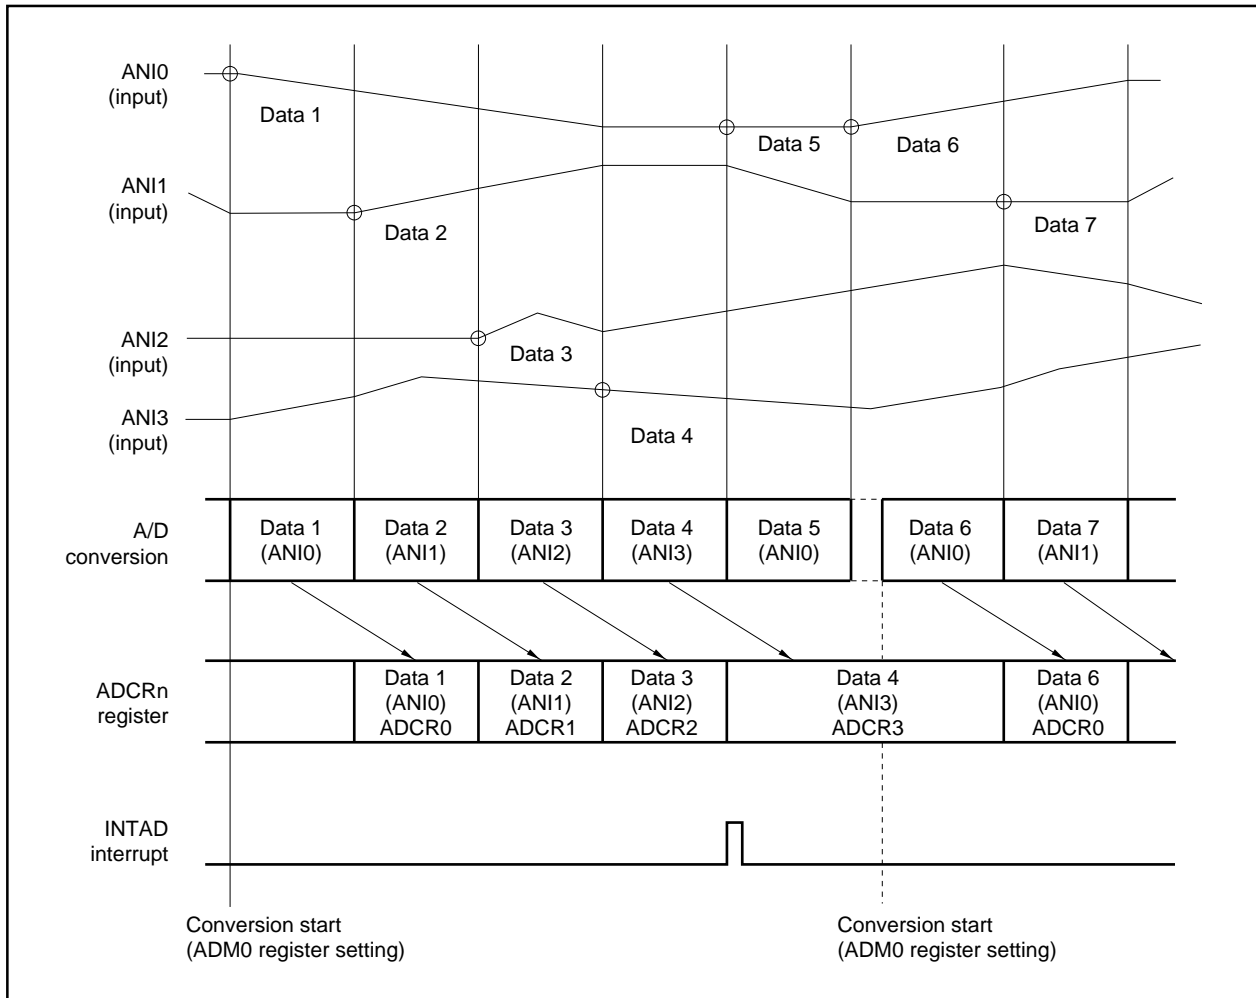 ANI0
(input)
Data 1
Data 5
Data 6
ANI1
(input)
Data 2
Data 7
ANI2
(input)
Data 3
ANI3
(input)
Data 4
A/D
conversion
Data 1
(ANI0)
Data 2
(ANI1)
Data 3
(ANI2)
Data 4
(ANI3)
Data 5
(ANI0)
Data 6
(ANI0)
Data 7
(ANI1)
ADCRn
register
Data 1
(ANI0)
ADCR0
Data 2
(ANI1)
ADCR1
Data 3
(ANI2)
ADCR2
Data 4
(ANI3)
ADCR3
Data 6
(ANI0)
ADCR0
INTAD
interrupt
Conversion start
(ADM0 register setting)
Conversion start
(ADM0 register setting)